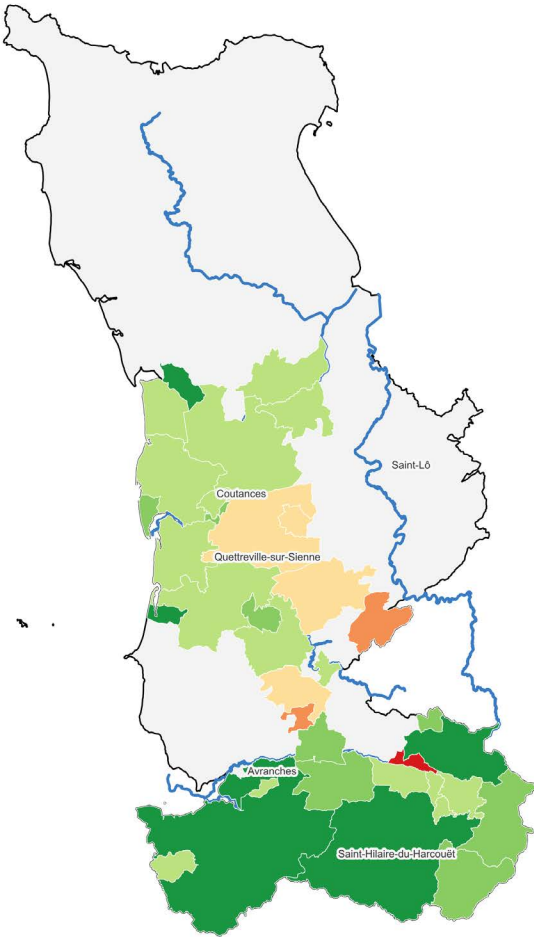 Saint-Lô
Coutances
Quettreville-sur-Sienne
Avranches
Saint-Hilaire-du-Harcouët